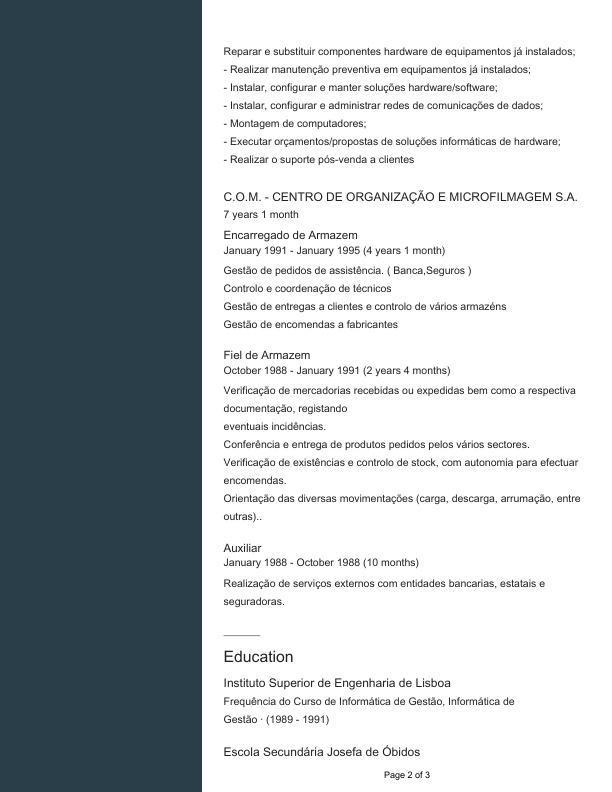 Reparar e substituir componentes hardware de equipamentos já instalados;
- Realizar manutenção preventiva em equipamentos já instalados;
- Instalar, configurar e manter soluções hardware/software;
- Instalar, configurar e administrar redes de comunicações de dados;
- Montagem de computadores;
- Executar orçamentos/propostas de soluções informáticas de hardware;
- Realizar o suporte pós-venda a clientes
C.O.M. - CENTRO DE ORGANIZAÇÃO E MICROFILMAGEM S.A.
7 years 1 month
Encarregado de Armazem
January 1991 - January 1995 (4 years 1 month)
Gestão de pedidos de assistência. ( Banca,Seguros )
Controlo e coordenação de técnicos
Gestão de entregas a clientes e controlo de vários armazéns
Gestão de encomendas a fabricantes
Fiel de Armazem
October 1988 - January 1991 (2 years 4 months)
Verificação de mercadorias recebidas ou expedidas bem como a respectiva
documentação, registando
eventuais incidências.
Conferência e entrega de produtos pedidos pelos vários sectores.
Verificação de existências e controlo de stock, com autonomia para efectuar
encomendas.
Orientação das diversas movimentações (carga, descarga, arrumação, entre
outras)..
Auxiliar
January 1988 - October 1988 (10 months)
Realização de serviços externos com entidades bancarias, estatais e
seguradoras.
Education
Instituto Superior de Engenharia de Lisboa
Frequência do Curso de Informática de Gestão, Informática de
Gestão · (1989 - 1991)
Escola Secundária Josefa de Óbidos
Page 2 of 3